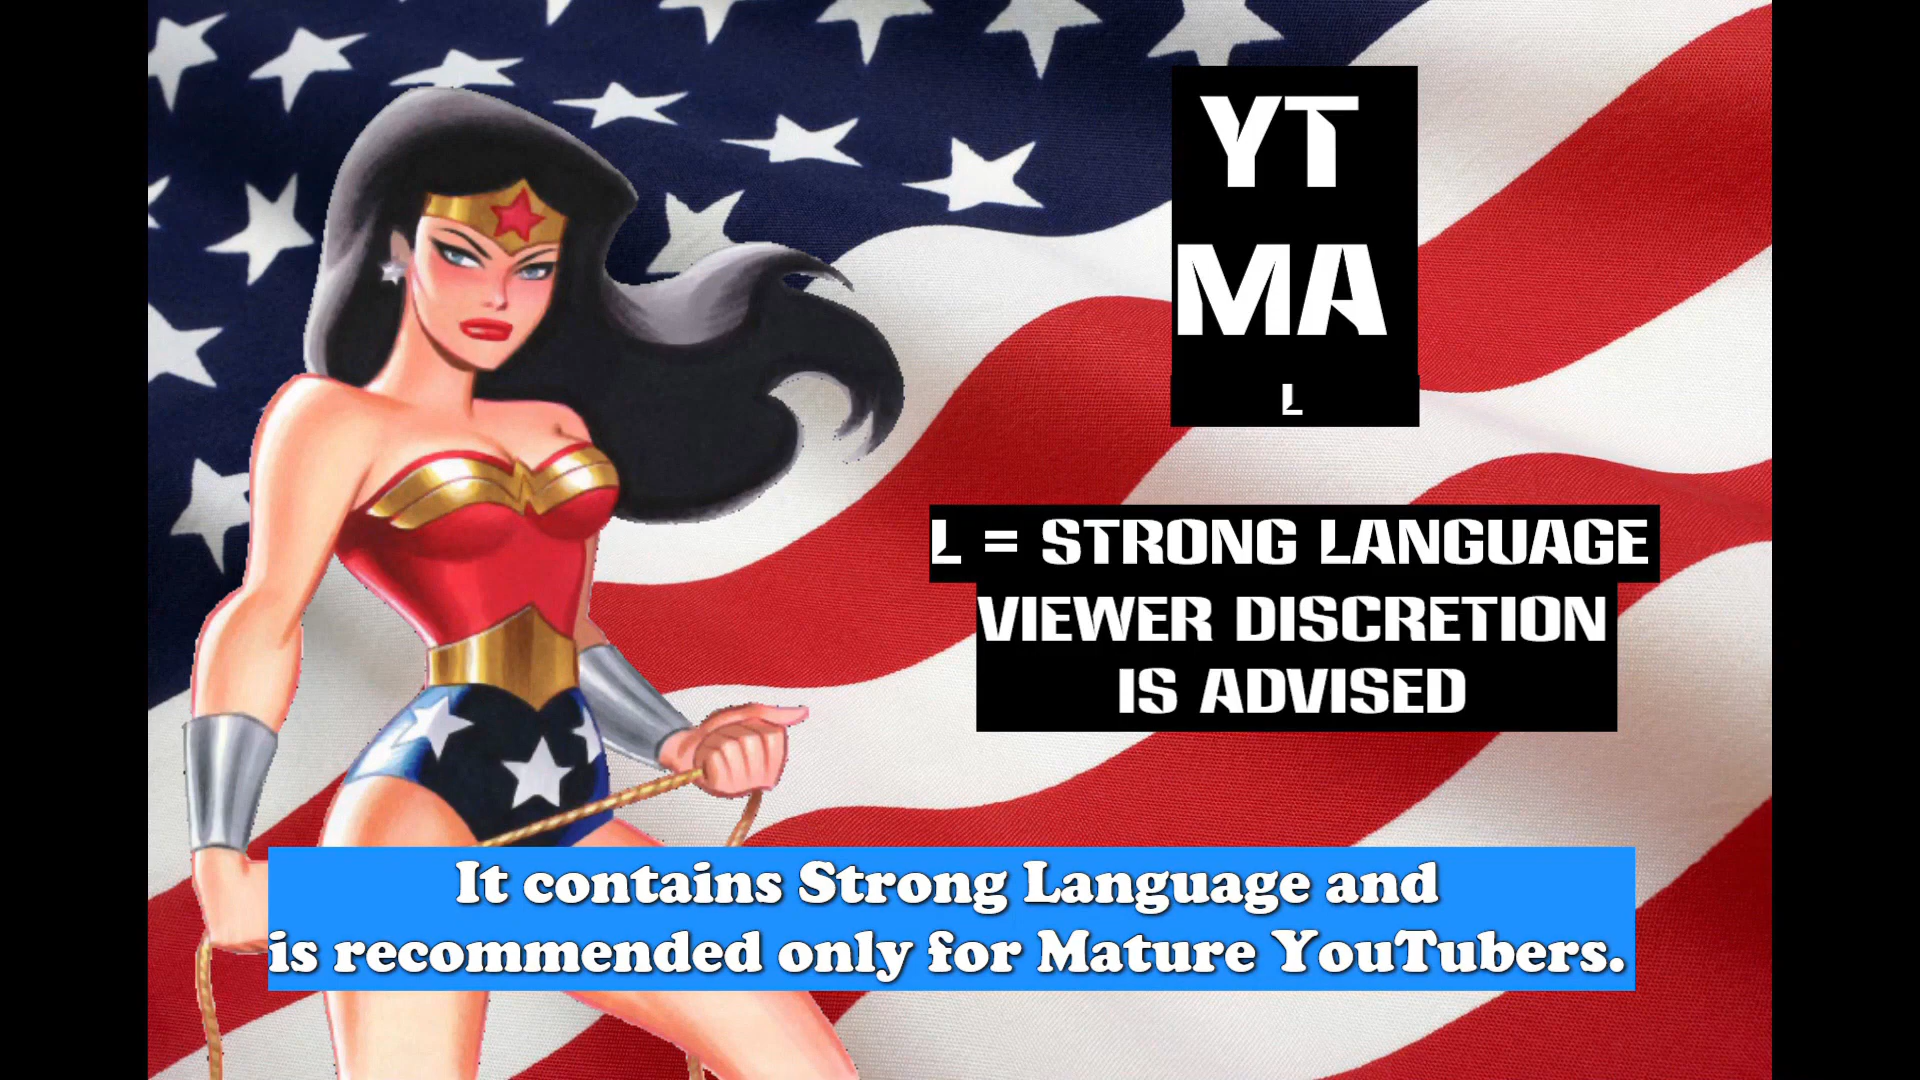 YT
MA
L
L = STRONG LANGUAGE
VIEWER DISCRETION
IS ADVISED
It contains Strong Language and
is recommended only for Mature YouTubers.